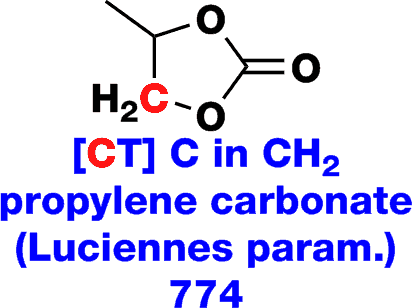 O
H₂C
O
O
[CT] C in CH₂
propylene carbonate
(Luciennes param.)
774